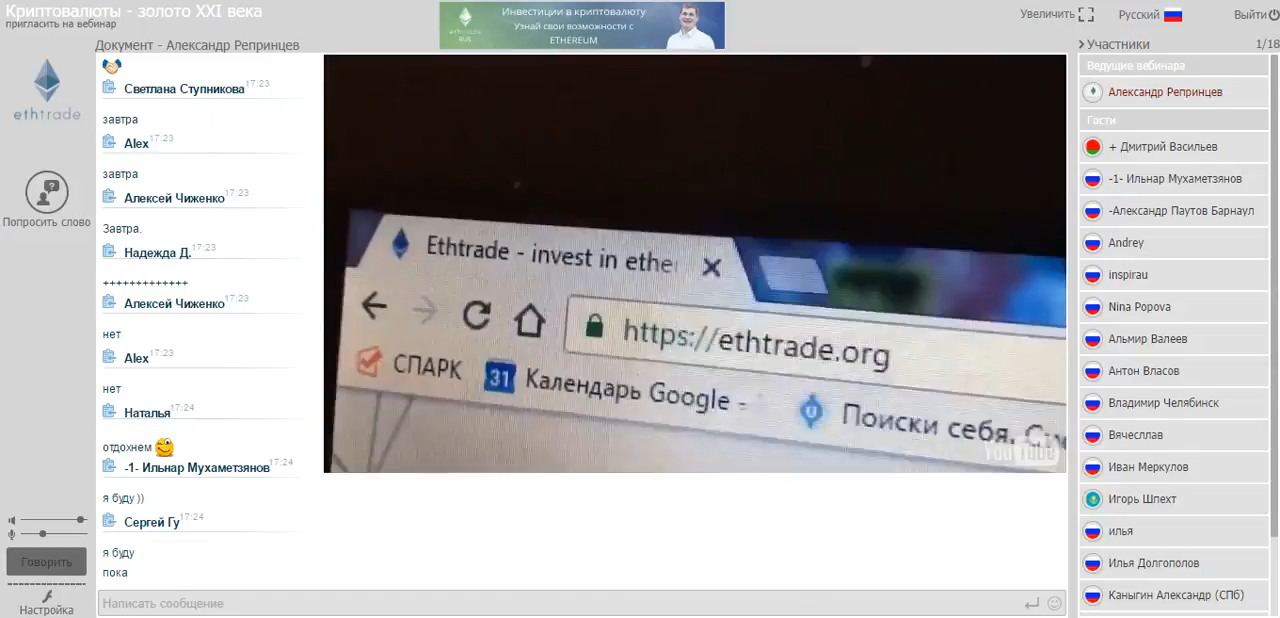 Криптовалюты - золото XXI века
пригласить на вебинар
ethtrade
RUS
Инвестиции в криптовалюту
Узнай свои возможности с
ETHEREUM
Увеличить
Русский
Выйти
Документ - Александр Репринцев
Участники 1/18
ethtrade
Попросить слово
Говорить
Настройка
Светлана Ступникова 17:23
завтра
Alex 17:23
завтра
Алексей Чиженко 17:23
Завтра.
Надежда Д. 17:23
+++++++++++++
Алексей Чиженко 17:23
нет
Alex 17:23
нет
Наталья 17:24
отдохнем
-1- Ильнар Мухаметзянов 17:24
я буду ))
Сергей Гу 17:24
я буду
пока
Написать сообщение
Ethtrade - invest in ethe
https://ethtrade.org
СПАРК
31 Календарь Google -
Поиски себя.
YouTube
Ведущие вебинара
Александр Репринцев
Гости
+ Дмитрий Васильев
-1- Ильнар Мухаметзянов
-Александр Паутов Барнаул
Andrey
inspirau
Nina Popova
Альмир Валеев
Антон Власов
Владимир Челябинск
Вячесллав
Иван Меркулов
Игорь Шпехт
илья
Илья Долгополов
Каныгин Александр (СПб)